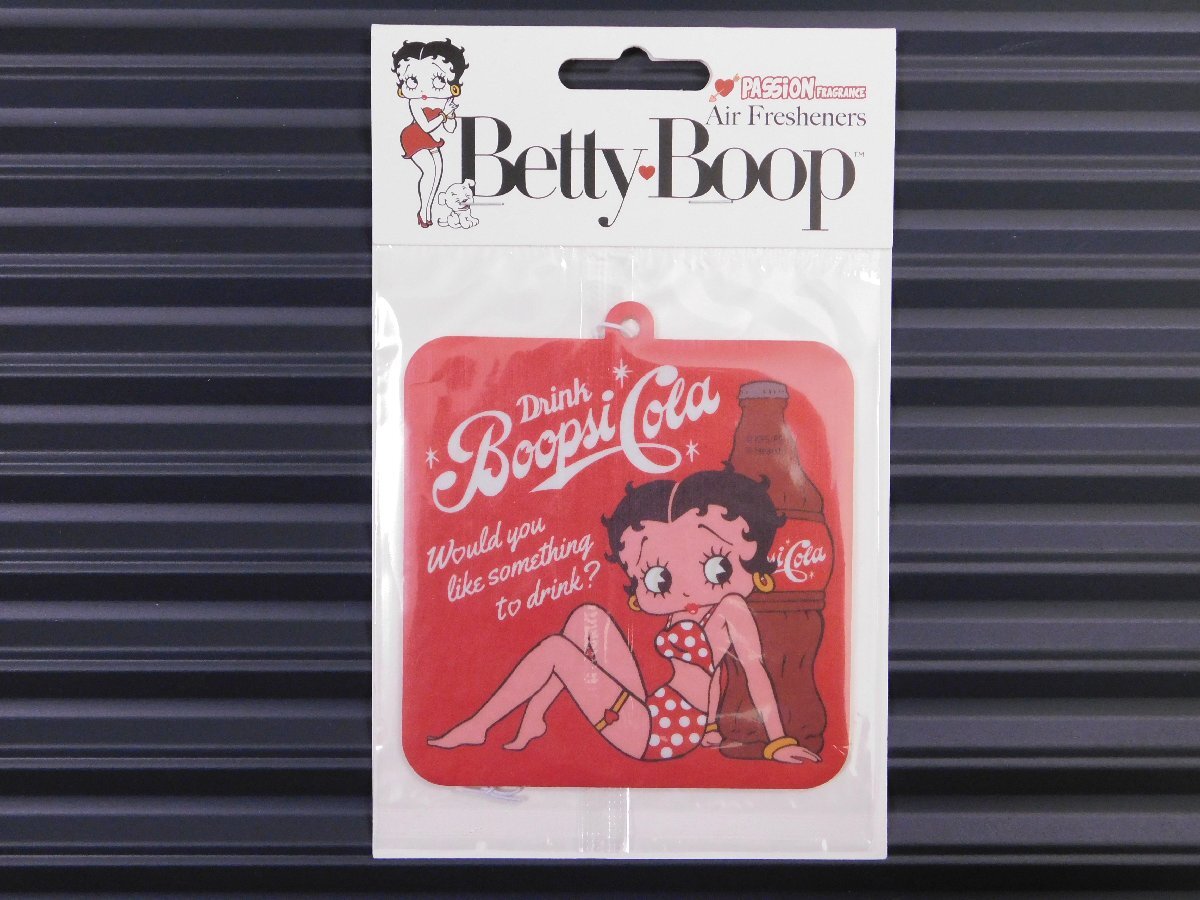 PASSION FRAGRANCE
Air Fresheners
Betty Boop™
Drink
Boopsi Cola
Would you
like something
to drink?
Cola